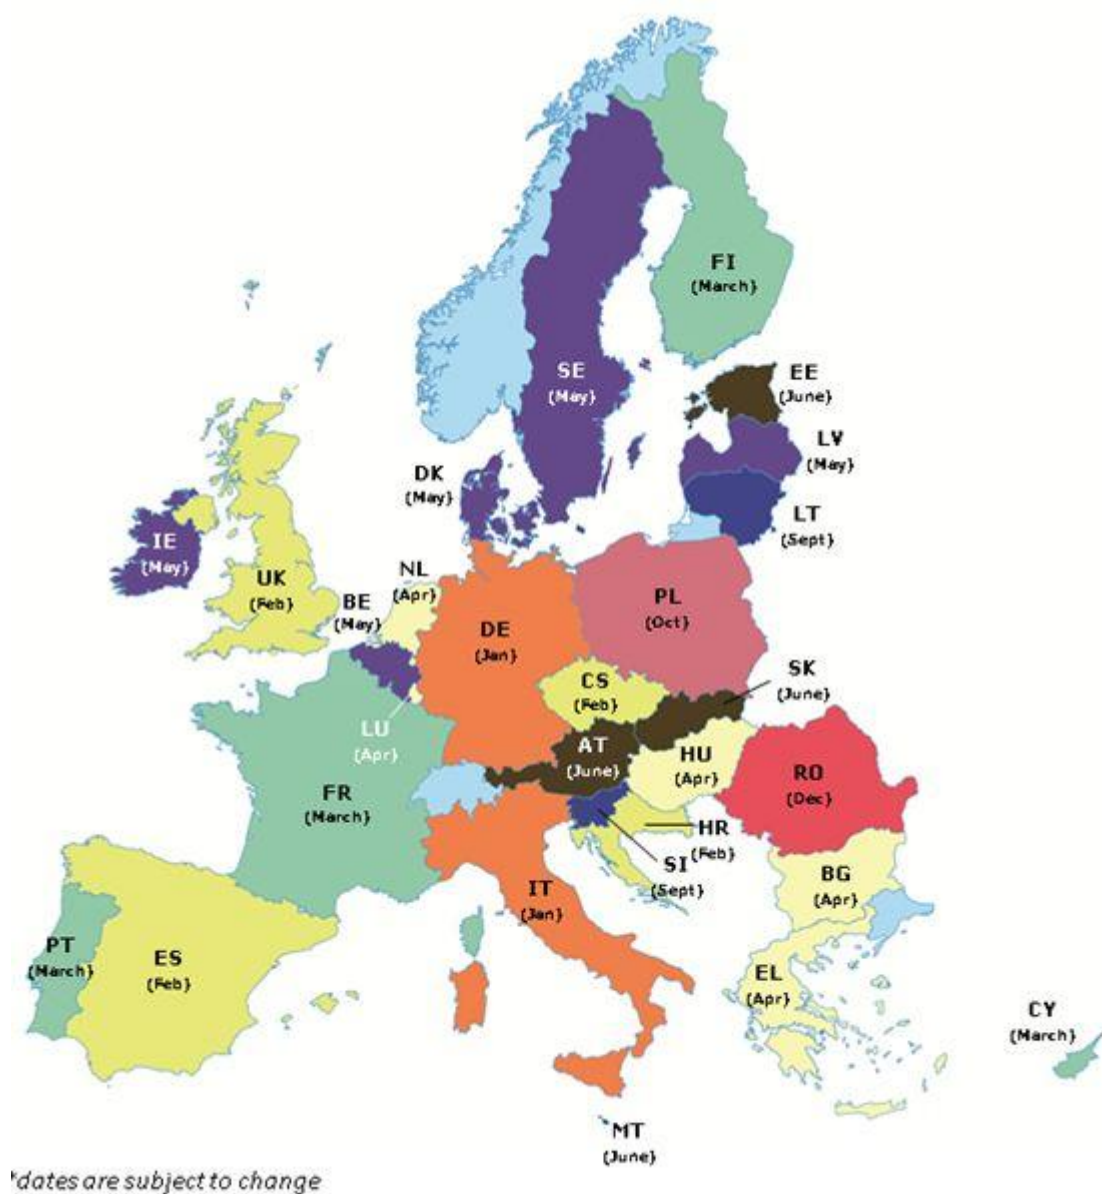 FI
(March}
SE
(May}
EE
(June}
LV
(May}
DK
(May}
LT
(Sept}
IE
(May}
UK
(Feb}
NL
(Apr}
BE
(May}
DE
(Jan}
PL
(Oct}
CS
(Feb}
SK
(June}
LU
(Apr}
AT
(June}
HU
(Apr}
RO
(Dec}
FR
(March}
HR
(Feb}
SI
(Sept}
BG
(Apr}
IT
(Jan}
PT
(March}
ES
(Feb}
EL
(Apr}
CY
(March}
MT
(June}
*dates are subject to change